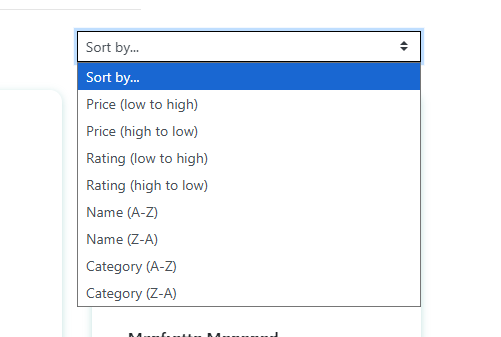 Sort by...
Sort by...
Price (low to high)
Price (high to low)
Rating (low to high)
Rating (high to low)
Name (A-Z)
Name (Z-A)
Category (A-Z)
Category (Z-A)